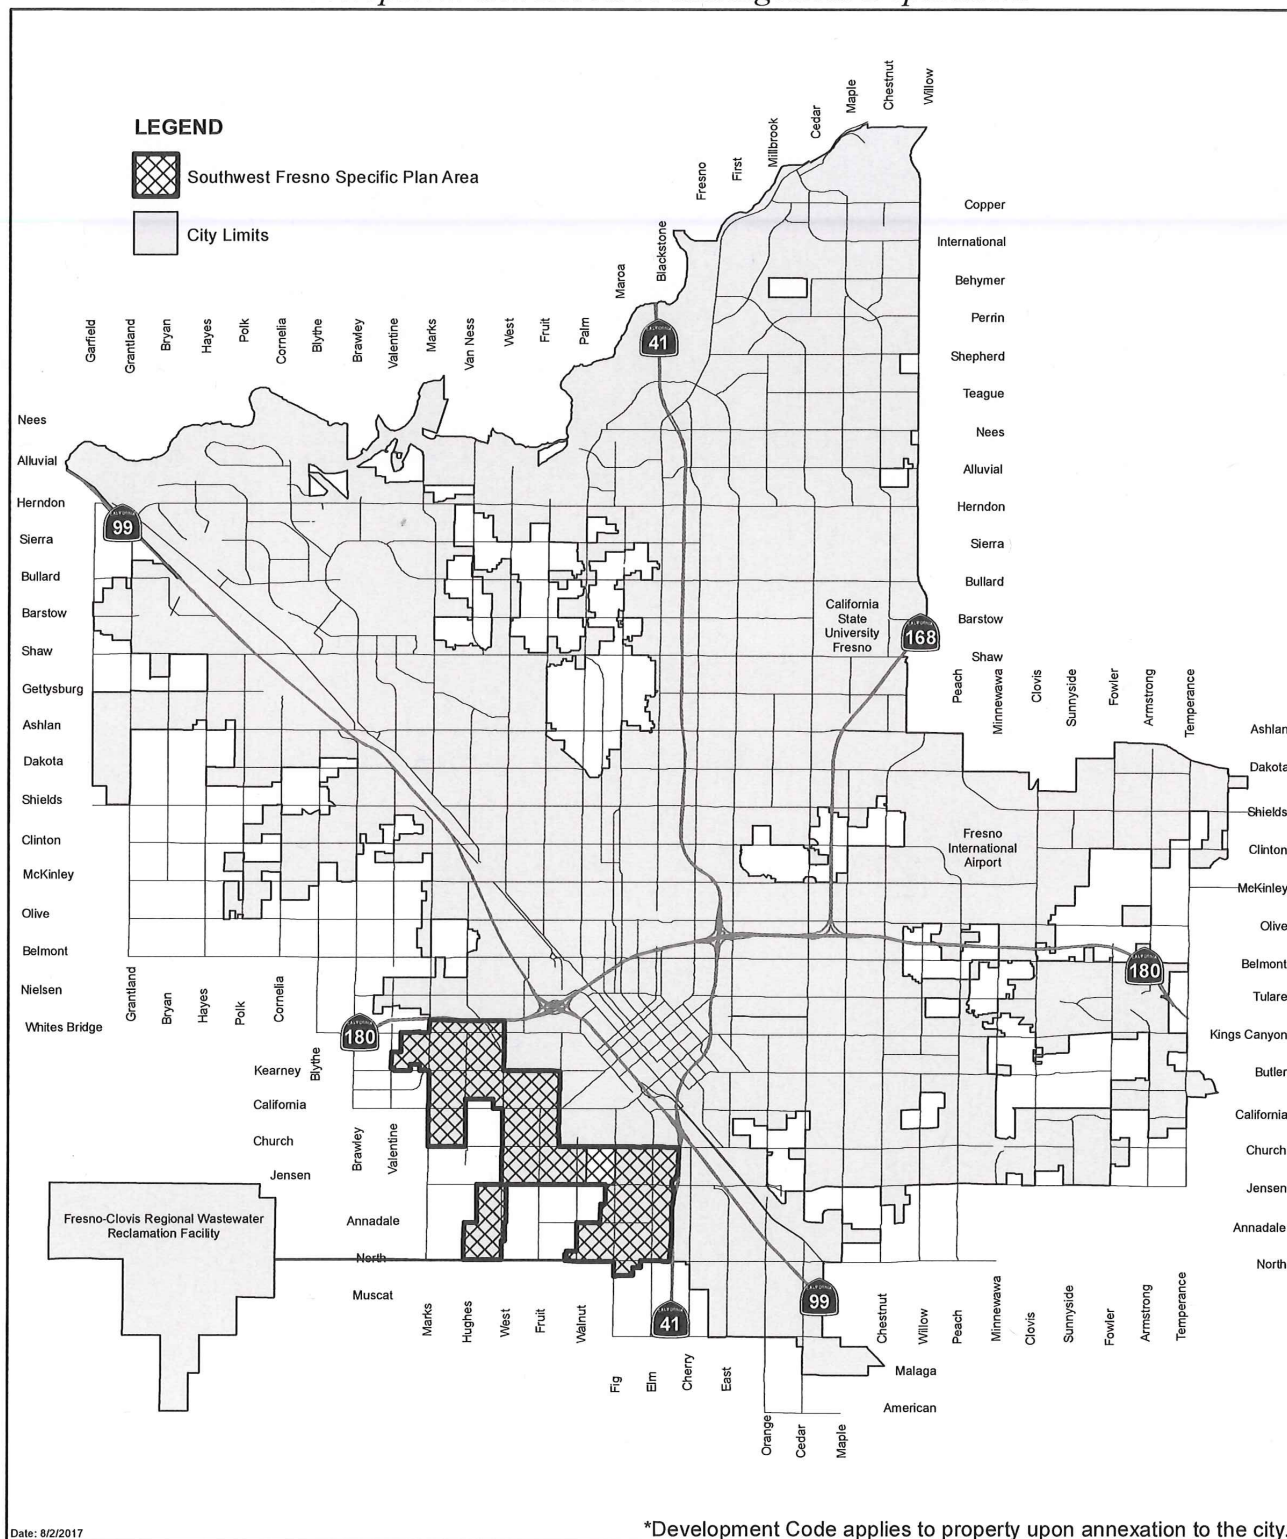 LEGEND
Southwest Fresno Specific Plan Area
City Limits
Willow
Chestnut
Maple
Cedar
Millbrook
First
Fresno
Blackstone
Maroa
Copper
International
Behymer
Perrin
Shepherd
Teague
Nees
Alluvial
Herndon
Sierra
Bullard
Barstow
Shaw
Garfield
Grantland
Bryan
Hayes
Polk
Cornelia
Blythe
Brawley
Valentine
Marks
Van Ness
West
Fruit
Palm
CALIFORNIA
41
Nees
Alluvial
Herndon
Sierra
Bullard
Barstow
Shaw
Gettysburg
Ashlan
Dakota
Shields
Clinton
McKinley
Olive
Belmont
Nielsen
Whites Bridge
CALIFORNIA
99
California
State
University
Fresno
CALIFORNIA
168
Peach
Minnewawa
Clovis
Sunnyside
Fowler
Armstrong
Temperance
Ashlan
Dakota
Shields
Clinton
McKinley
Olive
Belmont
Tulare
Kings Canyon
Butler
California
Church
Jensen
Annadale
North
Fresno
International
Airport
CALIFORNIA
180
Grantland
Bryan
Hayes
Polk
Cornelia
Blythe
CALIFORNIA
180
Kearney
California
Church
Jensen
Brawley
Valentine
Annadale
North
Muscat
Fresno-Clovis Regional Wastewater
Reclamation Facility
Marks
Hughes
West
Fruit
Walnut
Fig
Elm
Cherry
East
Orange
Cedar
Maple
CALIFORNIA
41
CALIFORNIA
99
Chestnut
Willow
Peach
Minnewawa
Clovis
Sunnyside
Fowler
Armstrong
Temperance
Malaga
American
Date: 8/2/2017
*Development Code applies to property upon annexation to the city.